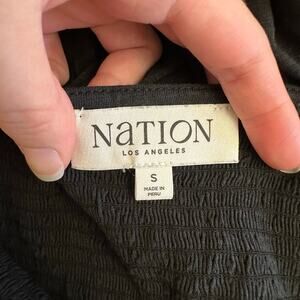 NATION
LOS ANGELES
S
MADE IN
PERU